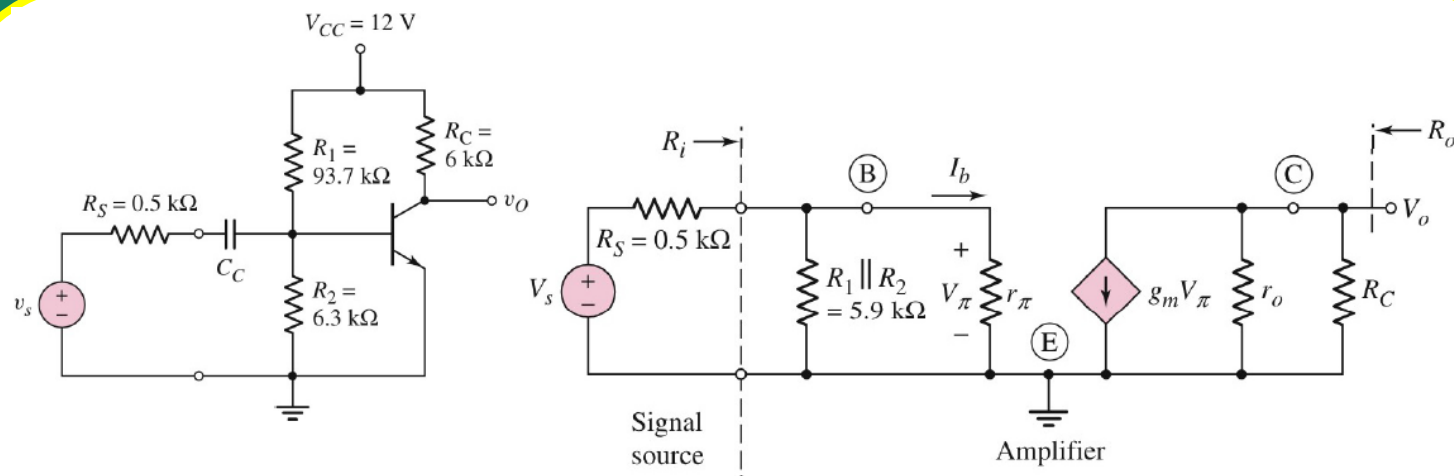 V_CC = 12 V
R_1 =
93.7 kΩ
R_C =
6 kΩ
v_O
R_S = 0.5 kΩ
C_C
v_s
+
−
R_2 =
6.3 kΩ
R_i
R_o
B
I_b
C
V_o
R_S = 0.5 kΩ
V_s
+
−
R_1 || R_2
= 5.9 kΩ
+
V_π
−
r_π
E
g_m V_π
r_o
R_C
Signal
source
Amplifier